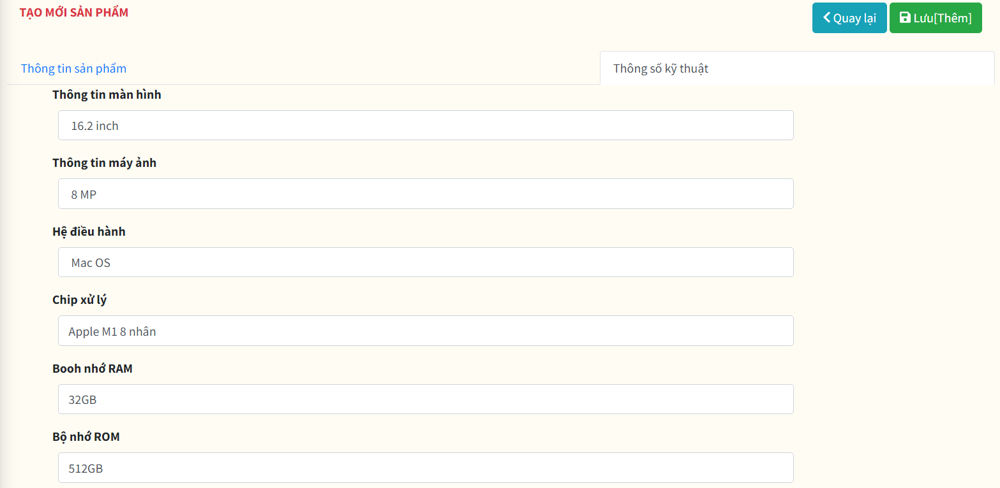 TẠO MỚI SẢN PHẨM
Quay lại
Lưu[Thêm]
Thông tin sản phẩm
Thông số kỹ thuật
Thông tin màn hình
16.2 inch
Thông tin máy ảnh
8 MP
Hệ điều hành
Mac OS
Chip xử lý
Apple M1 8 nhân
Booh nhớ RAM
32GB
Bộ nhớ ROM
512GB